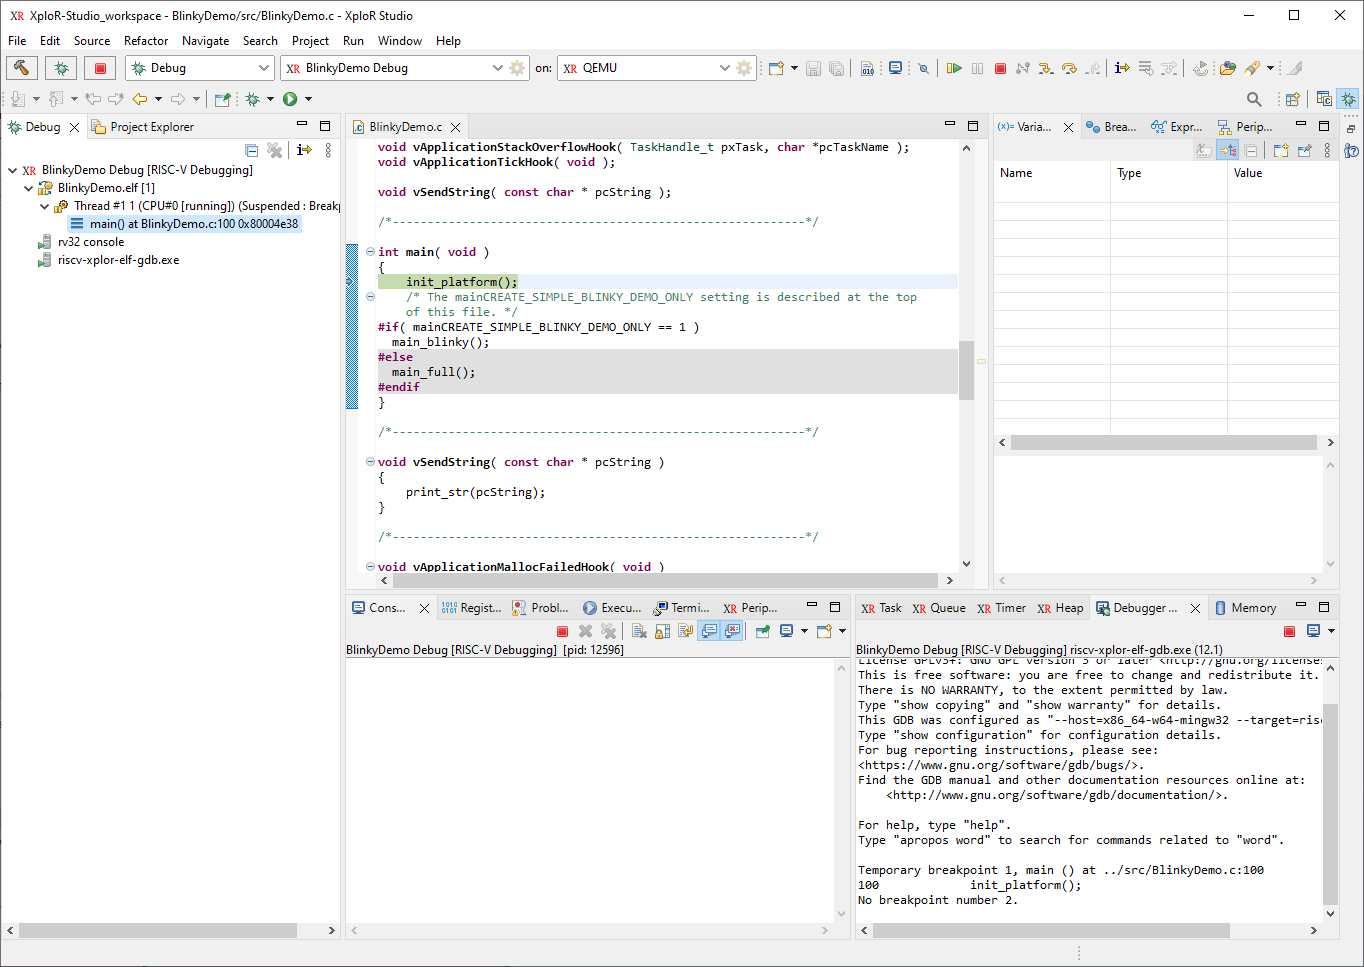 XploR-Studio_workspace - BlinkyDemo/src/BlinkyDemo.c - XploR Studio
File Edit Source Refactor Navigate Search Project Run Window Help
Debug BlinkyDemo Debug on: QEMU
Debug Project Explorer
BlinkyDemo Debug [RISC-V Debugging]
BlinkyDemo.elf [1]
Thread #1 1 (CPU#0 [running]) (Suspended : Breakp
main() at BlinkyDemo.c:100 0x80004e38
rv32 console
riscv-xplor-elf-gdb.exe
BlinkyDemo.c
void vApplicationStackOverflowHook( TaskHandle_t pxTask, char *pcTaskName );
void vApplicationTickHook( void );
void vSendString( const char * pcString );
/*-----------------------------------------------------------*/
int main( void )
{
init_platform();
/* The mainCREATE_SIMPLE_BLINKY_DEMO_ONLY setting is described at the top
of this file. */
#if( mainCREATE_SIMPLE_BLINKY_DEMO_ONLY == 1 )
main_blinky();
#else
main_full();
#endif
}
/*-----------------------------------------------------------*/
void vSendString( const char * pcString )
{
print_str(pcString);
}
/*-----------------------------------------------------------*/
void vApplicationMallocFailedHook( void )
(x)= Varia... Brea... Expr... Perip...
Name Type Value
Cons... Regist... Probl... Execu... Termi... XR Perip...
BlinkyDemo Debug [RISC-V Debugging] [pid: 12596]
XR Task XR Queue XR Timer XR Heap Debugger ... Memory
BlinkyDemo Debug [RISC-V Debugging] riscv-xplor-elf-gdb.exe (12.1)
License GPLv3+: GNU GPL version 3 or later <http://gnu.org/license
This is free software: you are free to change and redistribute it.
There is NO WARRANTY, to the extent permitted by law.
Type "show copying" and "show warranty" for details.
This GDB was configured as "--host=x86_64-w64-mingw32 --target=risc
Type "show configuration" for configuration details.
For bug reporting instructions, please see:
<https://www.gnu.org/software/gdb/bugs/>.
Find the GDB manual and other documentation resources online at:
<http://www.gnu.org/software/gdb/documentation/>.
For help, type "help".
Type "apropos word" to search for commands related to "word".
Temporary breakpoint 1, main () at ../src/BlinkyDemo.c:100
100 init_platform();
No breakpoint number 2.